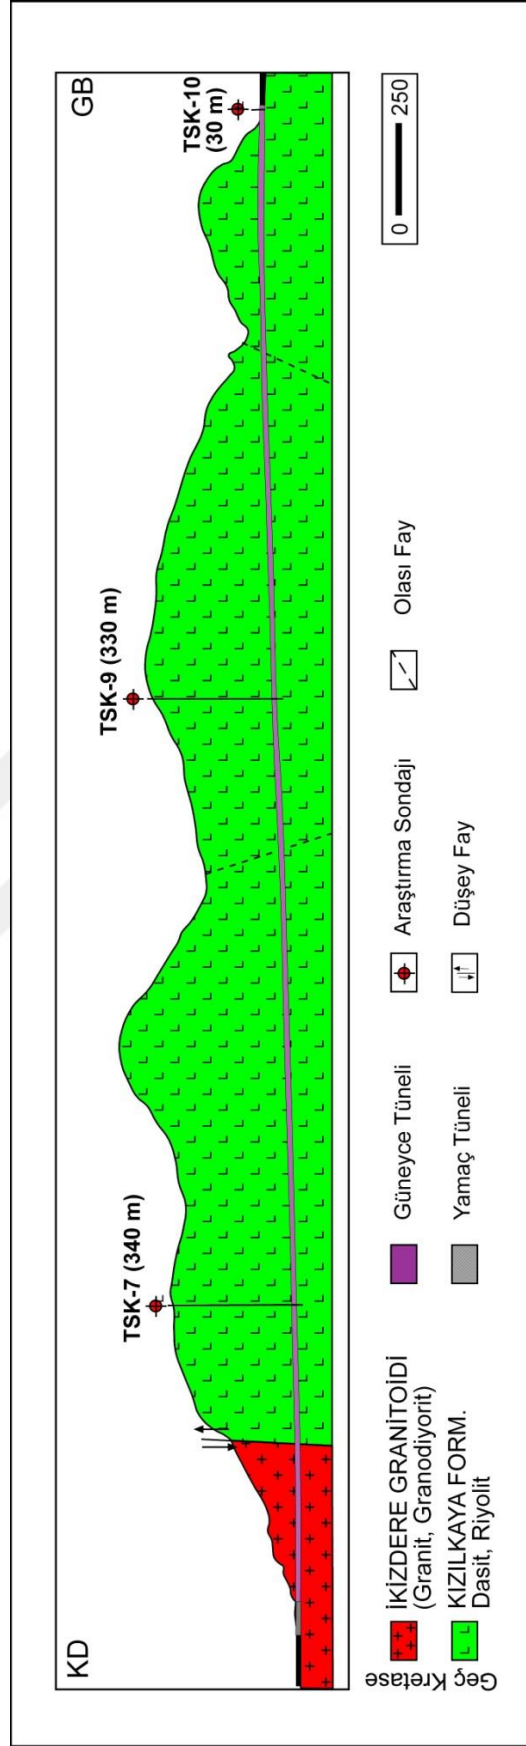 KD
GB
TSK-7 (340 m)
TSK-9 (330 m)
TSK-10
(30 m)
Geç Kretase
İKİZDERE GRANİTOİDİ
(Granit, Granodiyorit)
KIZILKAYA FORM.
Dasit, Riyolit
Güneyce Tüneli
Yamaç Tüneli
Araştırma Sondajı
Düşey Fay
Olası Fay
0 250